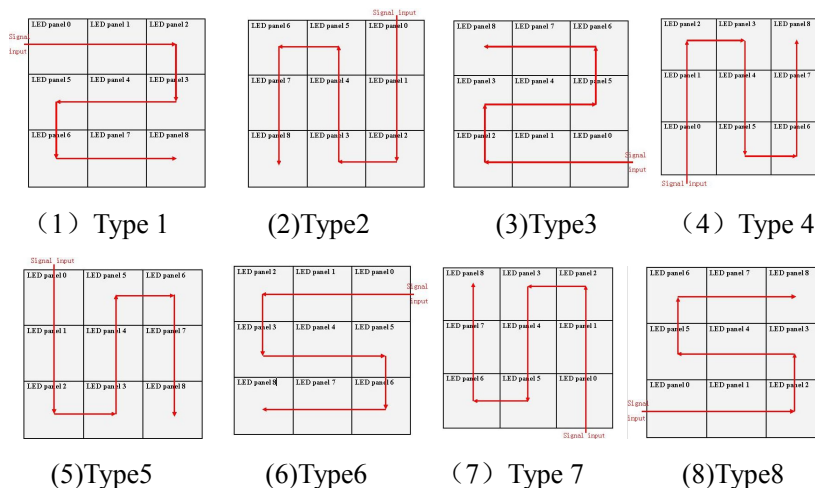 LED panel 0 LED panel 1 LED panel 2
Signal
input
LED panel 5 LED panel 4 LED panel 3
LED panel 6 LED panel 7 LED panel 8
（1） Type 1
Signal input
LED panel 6 LED panel 5 LED panel 0
LED panel 7 LED panel 4 LED panel 1
LED panel 8 LED panel 3 LED panel 2
(2)Type2
LED panel 8 LED panel 7 LED panel 6
LED panel 3 LED panel 4 LED panel 5
LED panel 2 LED panel 1 LED panel 0
Signal
input
(3)Type3
LED panel 2 LED panel 3 LED panel 8
LED panel 1 LED panel 4 LED panel 7
LED panel 0 LED panel 5 LED panel 6
Signal input
（4）Type 4
Signal input
LED panel 0 LED panel 5 LED panel 6
LED panel 1 LED panel 4 LED panel 7
LED panel 2 LED panel 3 LED panel 8
(5)Type5
LED panel 2 LED panel 1 LED panel 0
Signal
input
LED panel 3 LED panel 4 LED panel 5
LED panel 8 LED panel 7 LED panel 6
(6)Type6
LED panel 8 LED panel 3 LED panel 2
LED panel 7 LED panel 4 LED panel 1
LED panel 6 LED panel 5 LED panel 0
Signal input
（7）Type 7
LED panel 6 LED panel 7 LED panel 8
LED panel 5 LED panel 4 LED panel 3
LED panel 0 LED panel 1 LED panel 2
Signal
input
(8)Type8